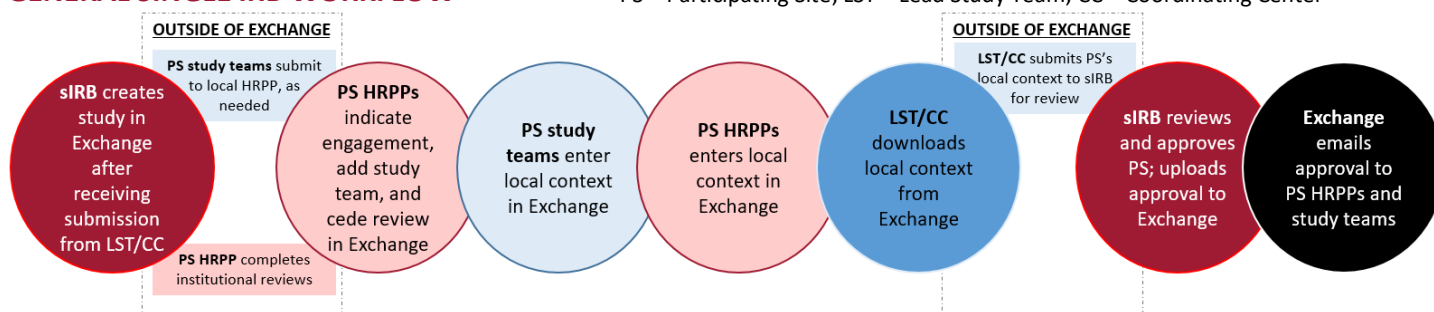 GENERAL SINGLE IRB WORKFLOW
PS – Participating Site, LST – Lead Study Team, CC – Coordinating Center
OUTSIDE OF EXCHANGE
PS study teams submit
to local HRPP, as
needed
sIRB creates
study in
Exchange
after
receiving
submission
from LST/CC
PS HRPP completes
institutional reviews
PS HRPPs
indicate
engagement,
add study
team, and
cede review
in Exchange
PS study
teams enter
local context
in Exchange
PS HRPPs
enters local
context in
Exchange
LST/CC
downloads
local context
from
Exchange
OUTSIDE OF EXCHANGE
LST/CC submits PS's
local context to sIRB
for review
sIRB reviews
and approves
PS; uploads
approval to
Exchange
Exchange
emails
approval to
PS HRPPs and
study teams